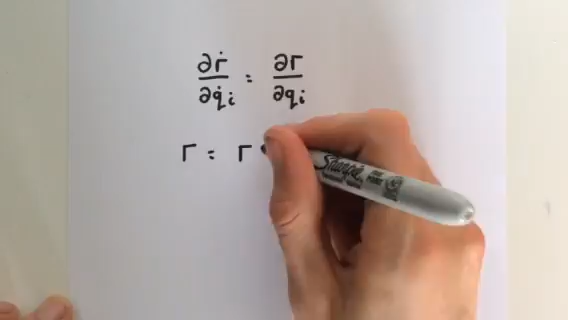 ∂ṙ/∂q̇ᵢ = ∂r/∂qᵢ
r = r
Sharpie